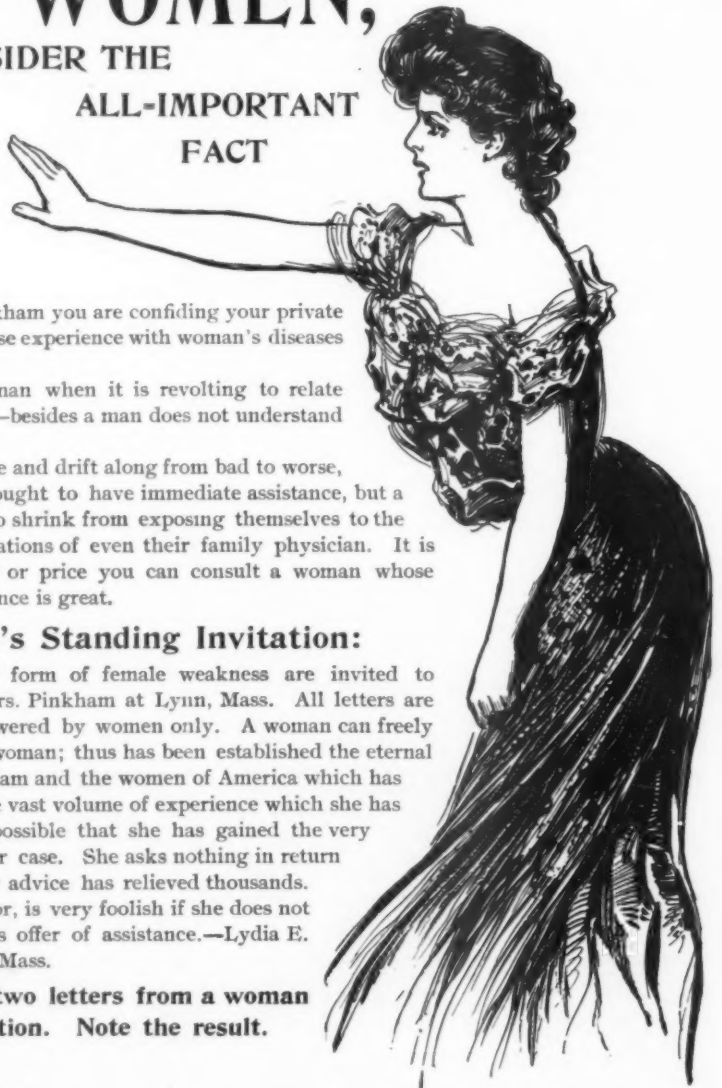 WOMEN,
SIDER THE
ALL-IMPORTANT
FACT
kham you are confiding your private
se experience with woman's diseases
nan when it is revolting to relate
—besides a man does not understand
e and drift along from bad to worse,
ought to have immediate assistance, but a
o shrink from exposing themselves to the
ations of even their family physician. It is
or price you can consult a woman whose
nce is great.
's Standing Invitation:
form of female weakness are invited to
rs. Pinkham at Lynn, Mass. All letters are
wered by women only. A woman can freely
woman; thus has been established the eternal
am and the women of America which has
e vast volume of experience which she has
possible that she has gained the very
r case. She asks nothing in return
advice has relieved thousands.
or, is very foolish if she does not
s offer of assistance.—Lydia E.
Mass.
two letters from a woman
tion. Note the result.